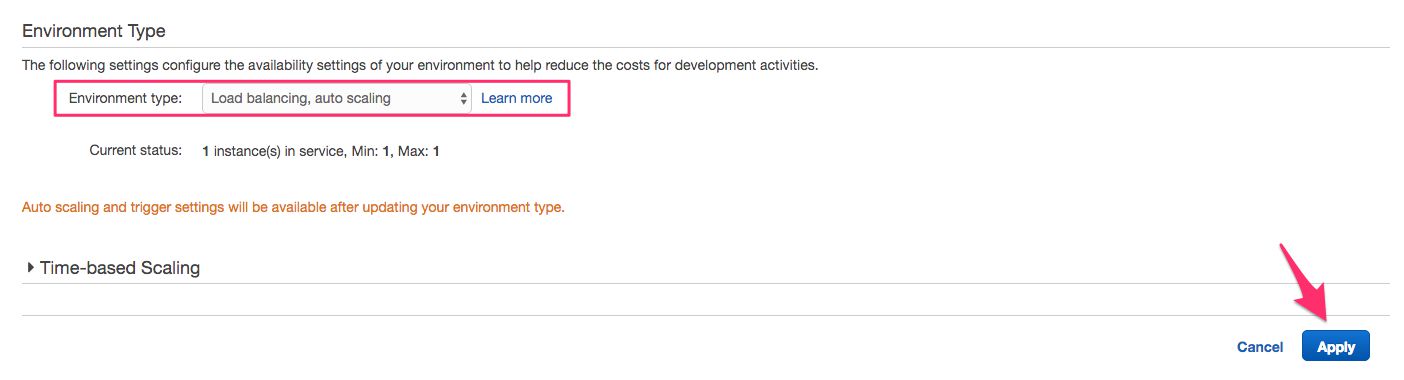 Environment Type
The following settings configure the availability settings of your environment to help reduce the costs for development activities.
Environment type: Load balancing, auto scaling Learn more
Current status: 1 instance(s) in service, Min: 1, Max: 1
Auto scaling and trigger settings will be available after updating your environment type.
Time-based Scaling
Cancel Apply